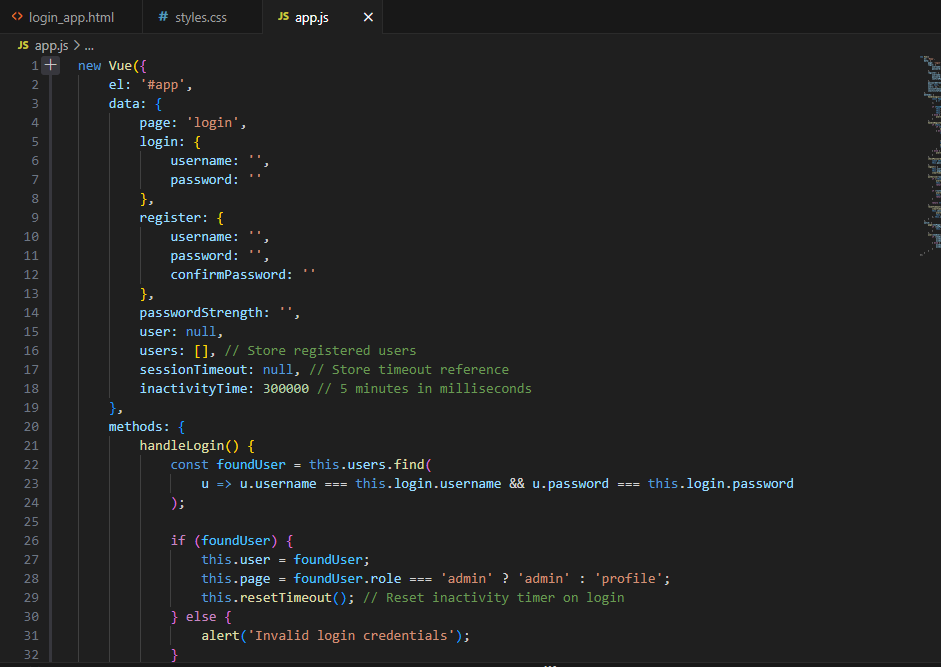 <> login_app.html # styles.css JS app.js ×
JS app.js > ...
1 new Vue({
2 el: '#app',
3 data: {
4 page: 'login',
5 login: {
6 username: '',
7 password: ''
8 },
9 register: {
10 username: '',
11 password: '',
12 confirmPassword: ''
13 },
14 passwordStrength: '',
15 user: null,
16 users: [], // Store registered users
17 sessionTimeout: null, // Store timeout reference
18 inactivityTime: 300000 // 5 minutes in milliseconds
19 },
20 methods: {
21 handleLogin() {
22 const foundUser = this.users.find(
23 u => u.username === this.login.username && u.password === this.login.password
24 );
25
26 if (foundUser) {
27 this.user = foundUser;
28 this.page = foundUser.role === 'admin' ? 'admin' : 'profile';
29 this.resetTimeout(); // Reset inactivity timer on login
30 } else {
31 alert('Invalid login credentials');
32 }